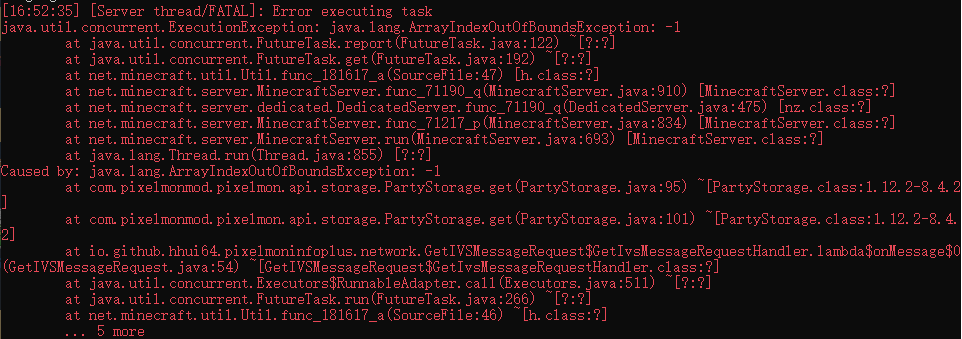 [16:52:35] [Server thread/FATAL]: Error executing task
java.util.concurrent.ExecutionException: java.lang.ArrayIndexOutOfBoundsException: -1
at java.util.concurrent.FutureTask.report(FutureTask.java:122) ~[?:?]
at java.util.concurrent.FutureTask.get(FutureTask.java:192) ~[?:?]
at net.minecraft.util.Util.func_181617_a(SourceFile:47) [h.class:?]
at net.minecraft.server.MinecraftServer.func_71190_q(MinecraftServer.java:910) [MinecraftServer.class:?]
at net.minecraft.server.dedicated.DedicatedServer.func_71190_q(DedicatedServer.java:475) [nz.class:?]
at net.minecraft.server.MinecraftServer.func_71217_p(MinecraftServer.java:834) [MinecraftServer.class:?]
at net.minecraft.server.MinecraftServer.run(MinecraftServer.java:693) [MinecraftServer.class:?]
at java.lang.Thread.run(Thread.java:855) [?:?]
Caused by: java.lang.ArrayIndexOutOfBoundsException: -1
at com.pixelmonmod.pixelmon.api.storage.PartyStorage.get(PartyStorage.java:95) ~[PartyStorage.class:1.12.2-8.4.2
]
at com.pixelmonmod.pixelmon.api.storage.PartyStorage.get(PartyStorage.java:101) ~[PartyStorage.class:1.12.2-8.4.
2]
at io.github.hhui64.pixelmoninfoplus.network.GetIVSMessageRequest$GetIvsMessageRequestHandler.lambda$onMessage$0
(GetIVSMessageRequest.java:54) ~[GetIVSMessageRequest$GetIvsMessageRequestHandler.class:?]
at java.util.concurrent.Executors$RunnableAdapter.call(Executors.java:511) ~[?:?]
at java.util.concurrent.FutureTask.run(FutureTask.java:266) ~[?:?]
at net.minecraft.util.Util.func_181617_a(SourceFile:46) ~[h.class:?]
... 5 more